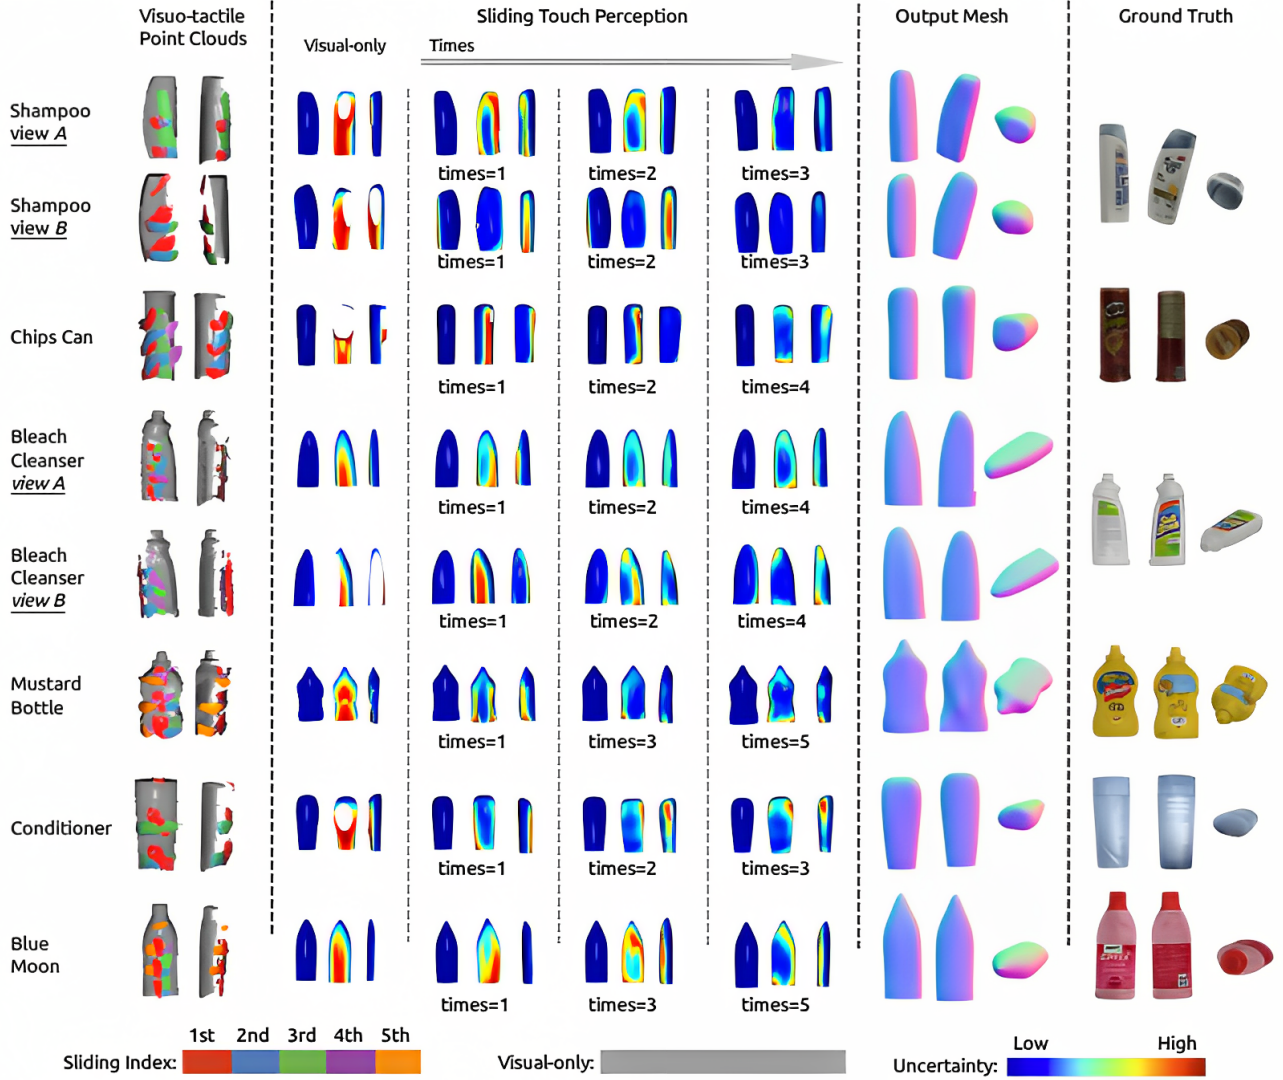 Visuo-tactile
Point Clouds
Sliding Touch Perception
Output Mesh
Ground Truth
Visual-only
Times
Shampoo
view A
times=1
times=2
times=3
Shampoo
view B
times=1
times=2
times=3
Chips Can
times=1
times=2
times=4
Bleach
Cleanser
view A
times=1
times=2
times=4
Bleach
Cleanser
view B
times=1
times=2
times=4
Mustard
Bottle
times=1
times=3
times=5
Conditioner
times=1
times=2
times=3
Blue
Moon
times=1
times=3
times=5
1st 2nd 3rd 4th 5th
Sliding Index:
Visual-only:
Low High
Uncertainty: